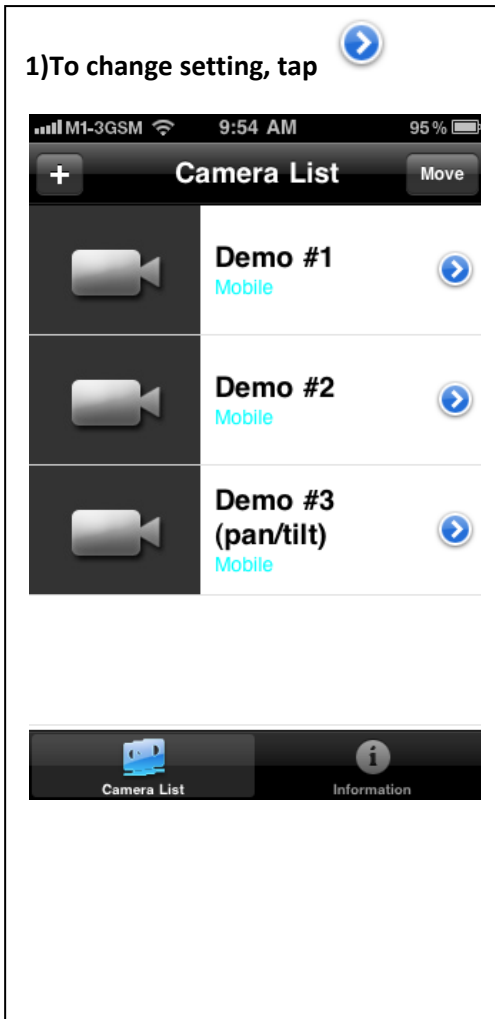 1)To change setting, tap
M1-3GSM 9:54 AM 95%
+ Camera List Move
Demo #1
Mobile
Demo #2
Mobile
Demo #3
(pan/tilt)
Mobile
Camera List Information